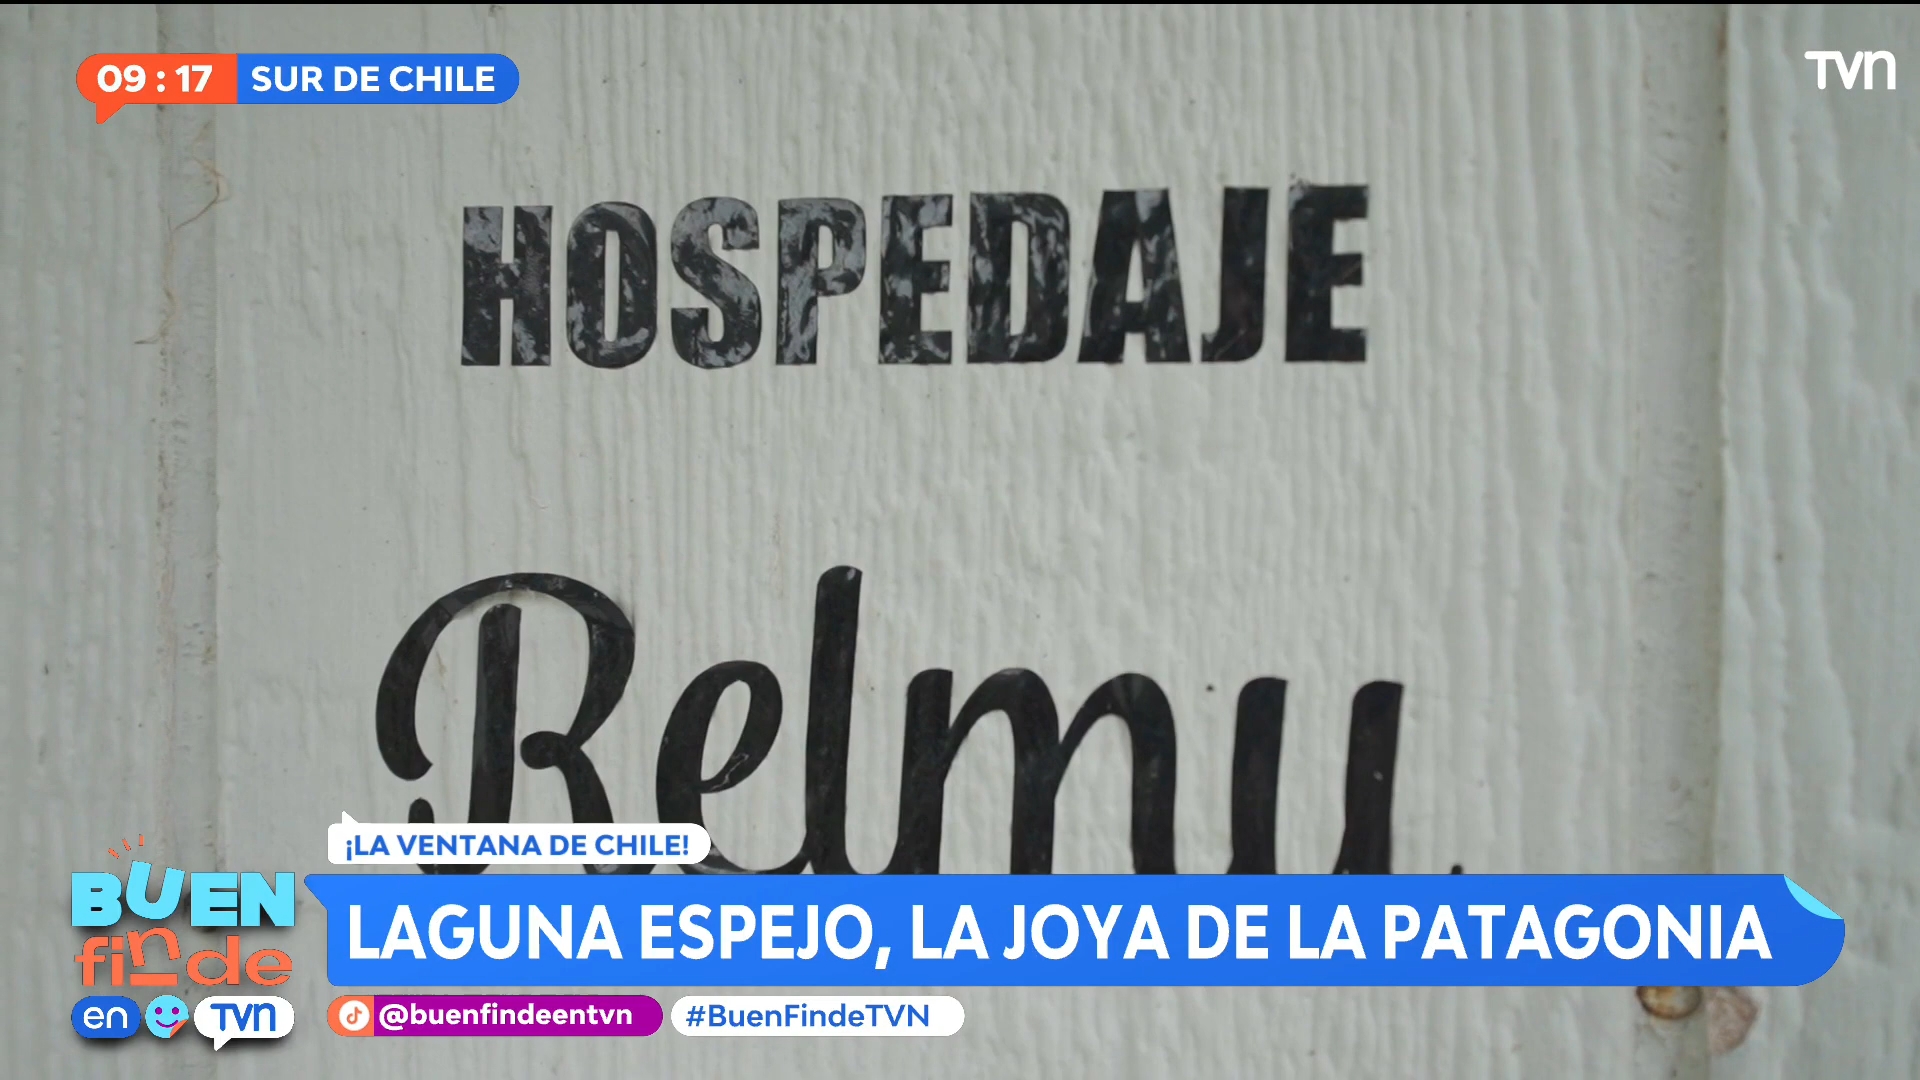 09 : 17 SUR DE CHILE
TVN
HOSPEDAJE
Relmu
¡LA VENTANA DE CHILE!
LAGUNA ESPEJO, LA JOYA DE LA PATAGONIA
BUEN
finde
en TVN
@buenfindeentvn #BuenFindeTVN